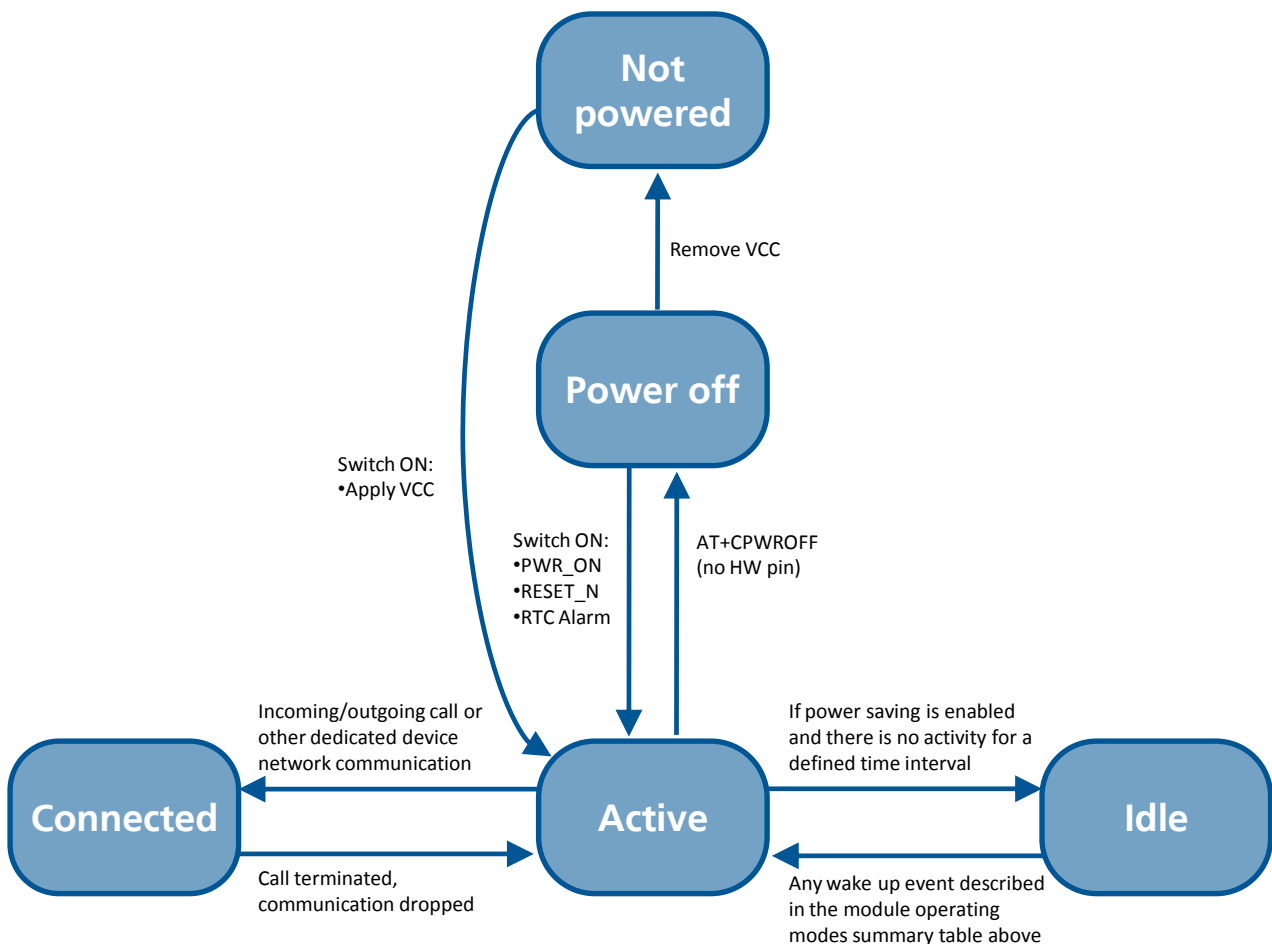 Not
powered
Remove VCC
Power off
Switch ON:
•Apply VCC
Switch ON:
•PWR_ON
•RESET_N
•RTC Alarm
AT+CPWROFF
(no HW pin)
Incoming/outgoing call or
other dedicated device
network communication
If power saving is enabled
and there is no activity for a
defined time interval
Connected
Active
Idle
Call terminated,
communication dropped
Any wake up event described
in the module operating
modes summary table above